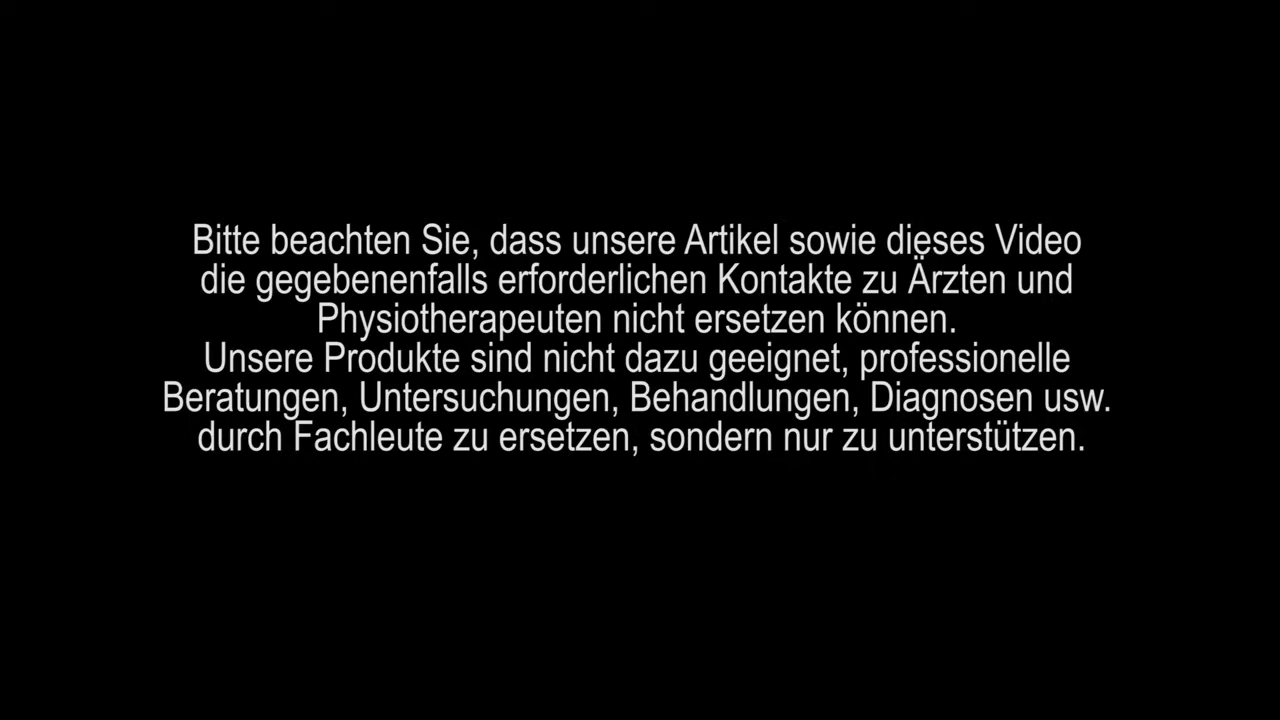 Bitte beachten Sie, dass unsere Artikel sowie dieses Video
die gegebenenfalls erforderlichen Kontakte zu Ärzten und
Physiotherapeuten nicht ersetzen können.
Unsere Produkte sind nicht dazu geeignet, professionelle
Beratungen, Untersuchungen, Behandlungen, Diagnosen usw.
durch Fachleute zu ersetzen, sondern nur zu unterstützen.